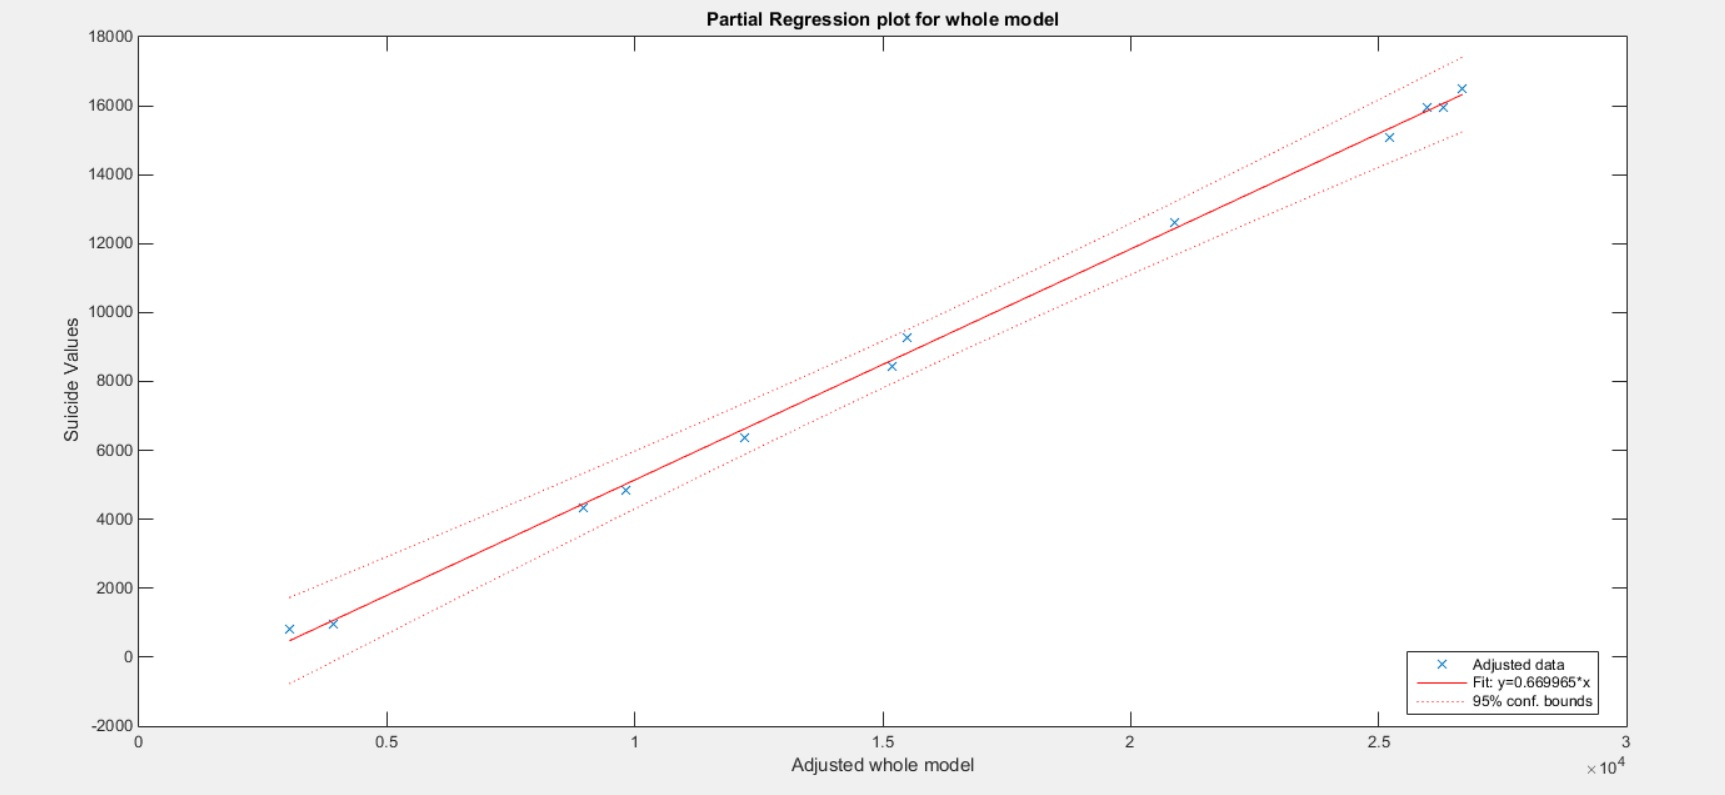 Partial Regression plot for whole model
18000
16000
14000
12000
10000
8000
6000
4000
2000
0
-2000
Suicide Values
Adjusted data
Fit: y=0.669965*x
95% conf. bounds
0 0.5 1 1.5 2 2.5 3
Adjusted whole model
×10⁴